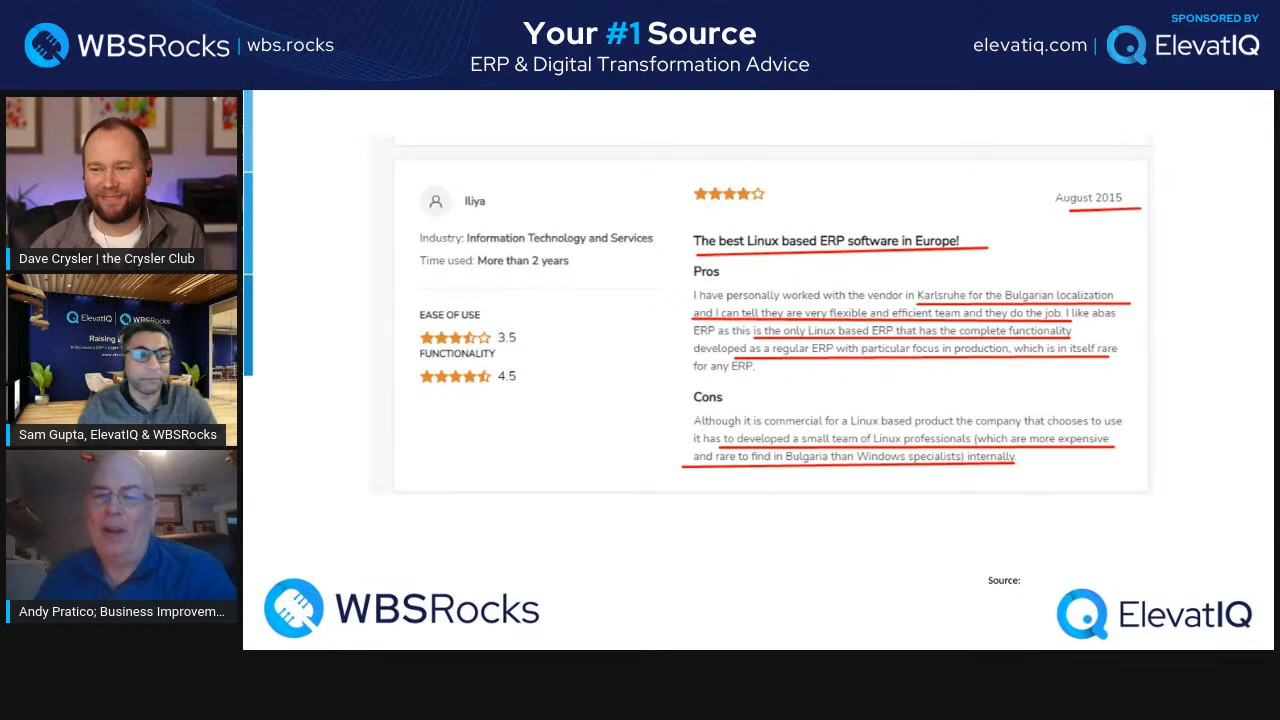 WBSRocks | wbs.rocks
Your #1 Source
ERP & Digital Transformation Advice
SPONSORED BY
elevatiq.com | ElevatIQ
Dave Crysler | the Crysler Club
ElevatIQ | WBSRocks
Raising
Sam Gupta, ElevatIQ & WBSRocks
Andy Pratico; Business Improvem...
Iliya
Industry: Information Technology and Services
Time used: More than 2 years
EASE OF USE
3.5
FUNCTIONALITY
4.5
August 2015
The best Linux based ERP software in Europe!
Pros
I have personally worked with the vendor in Karlsruhe for the Bulgarian localization
and I can tell they are very flexible and efficient team and they do the job. I like abas
ERP as this is the only Linux based ERP that has the complete functionality
developed as a regular ERP with particular focus in production, which is in itself rare
for any ERP.
Cons
Although it is commercial for a Linux based product the company that chooses to use
it has to developed a small team of Linux professionals (which are more expensive
and rare to find in Bulgaria than Windows specialists) internally.
Source:
WBSRocks
ElevatIQ